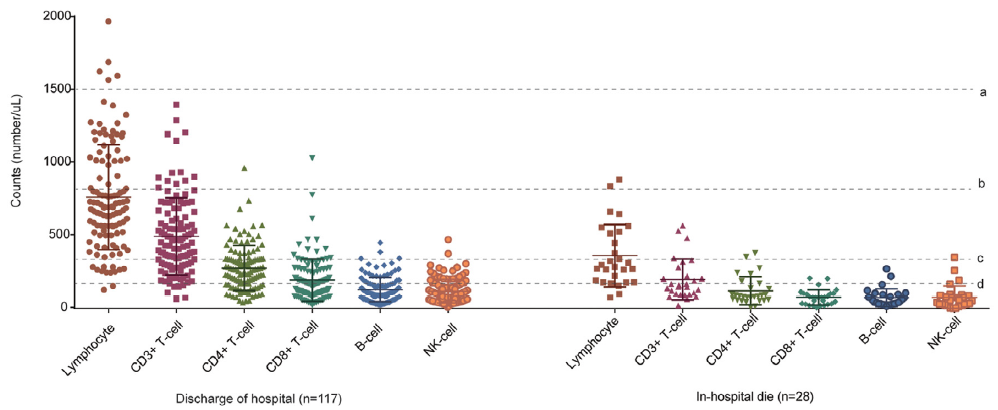 2000
1500
1000
500
0
Counts (number/uL)
a
b
c
d
Lymphocyte
CD3+ T-cell
CD4+ T-cell
CD8+ T-cell
B-cell
NK-cell
Lymphocyte
CD3+ T-cell
CD4+ T-cell
CD8+ T-cell
B-cell
NK-cell
Discharge of hospital (n=117)
In-hospital die (n=28)